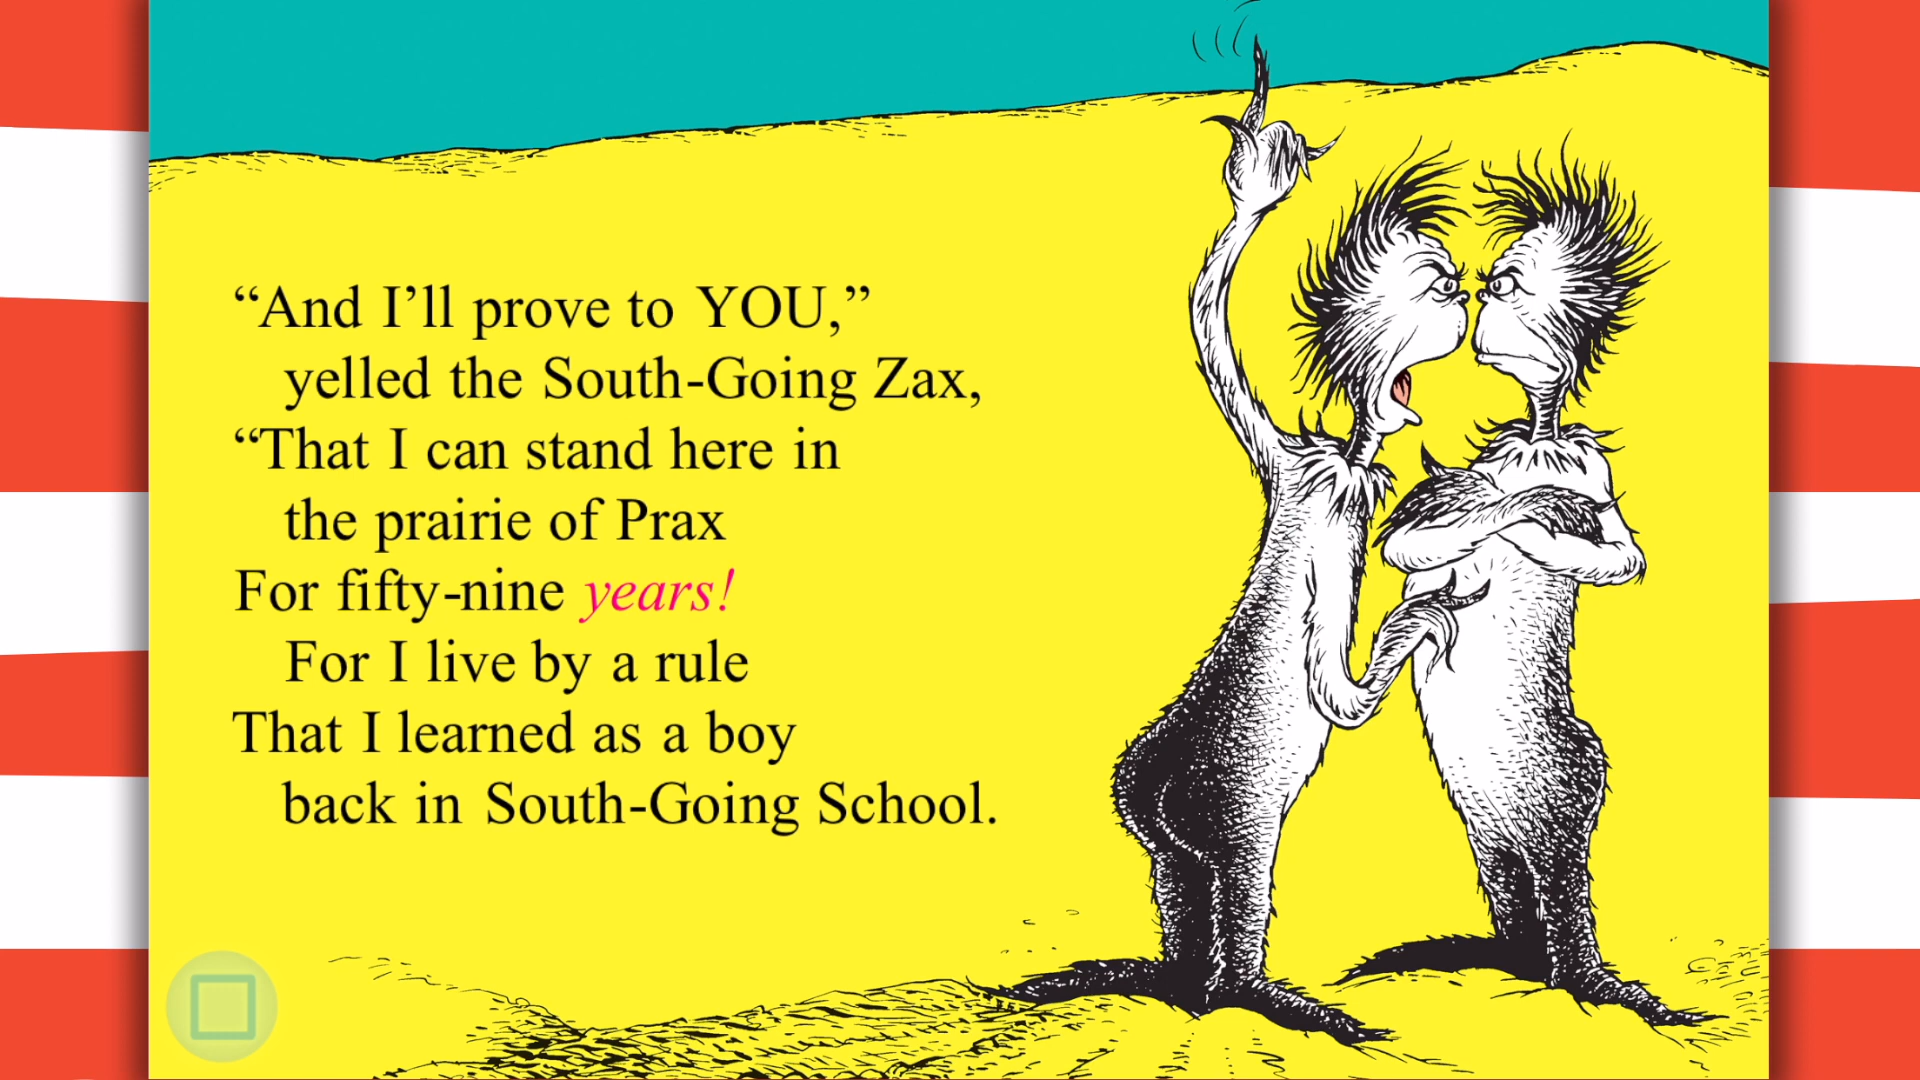 “And I’ll prove to YOU,”
yelled the South-Going Zax,
“That I can stand here in
the prairie of Prax
For fifty-nine years!
For I live by a rule
That I learned as a boy
back in South-Going School.